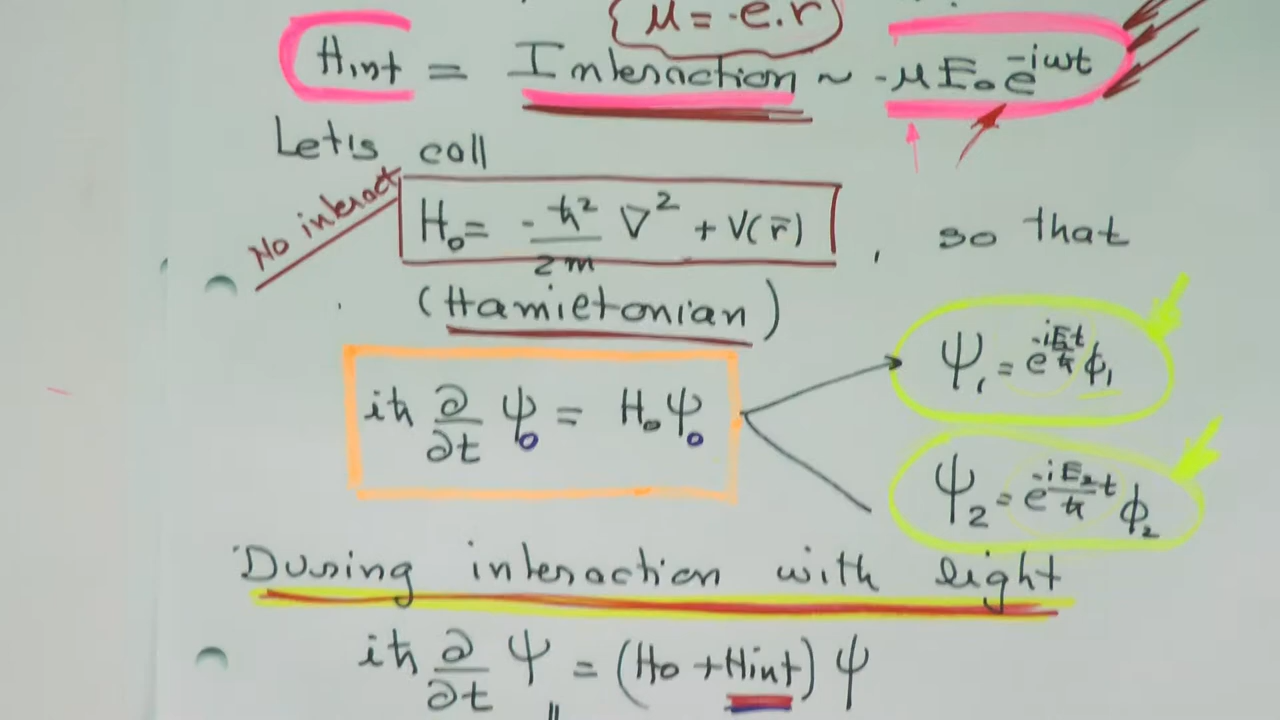 μ = -e.r
Hint = Interaction ~ -μE₀e^-iωt
Let's call
No interact
H₀ = -ħ²/2m ∇² + V(r̄) , so that
(Hamietonian)
iħ ∂/∂t ψ₀ = H₀ψ₀
ψ₁ = e^-iE₁t/ħ ϕ₁
ψ₂ = e^-iE₂/ħ t ϕ₂
During interaction with light
iħ ∂/∂t ψ = (H₀ + Hint) ψ